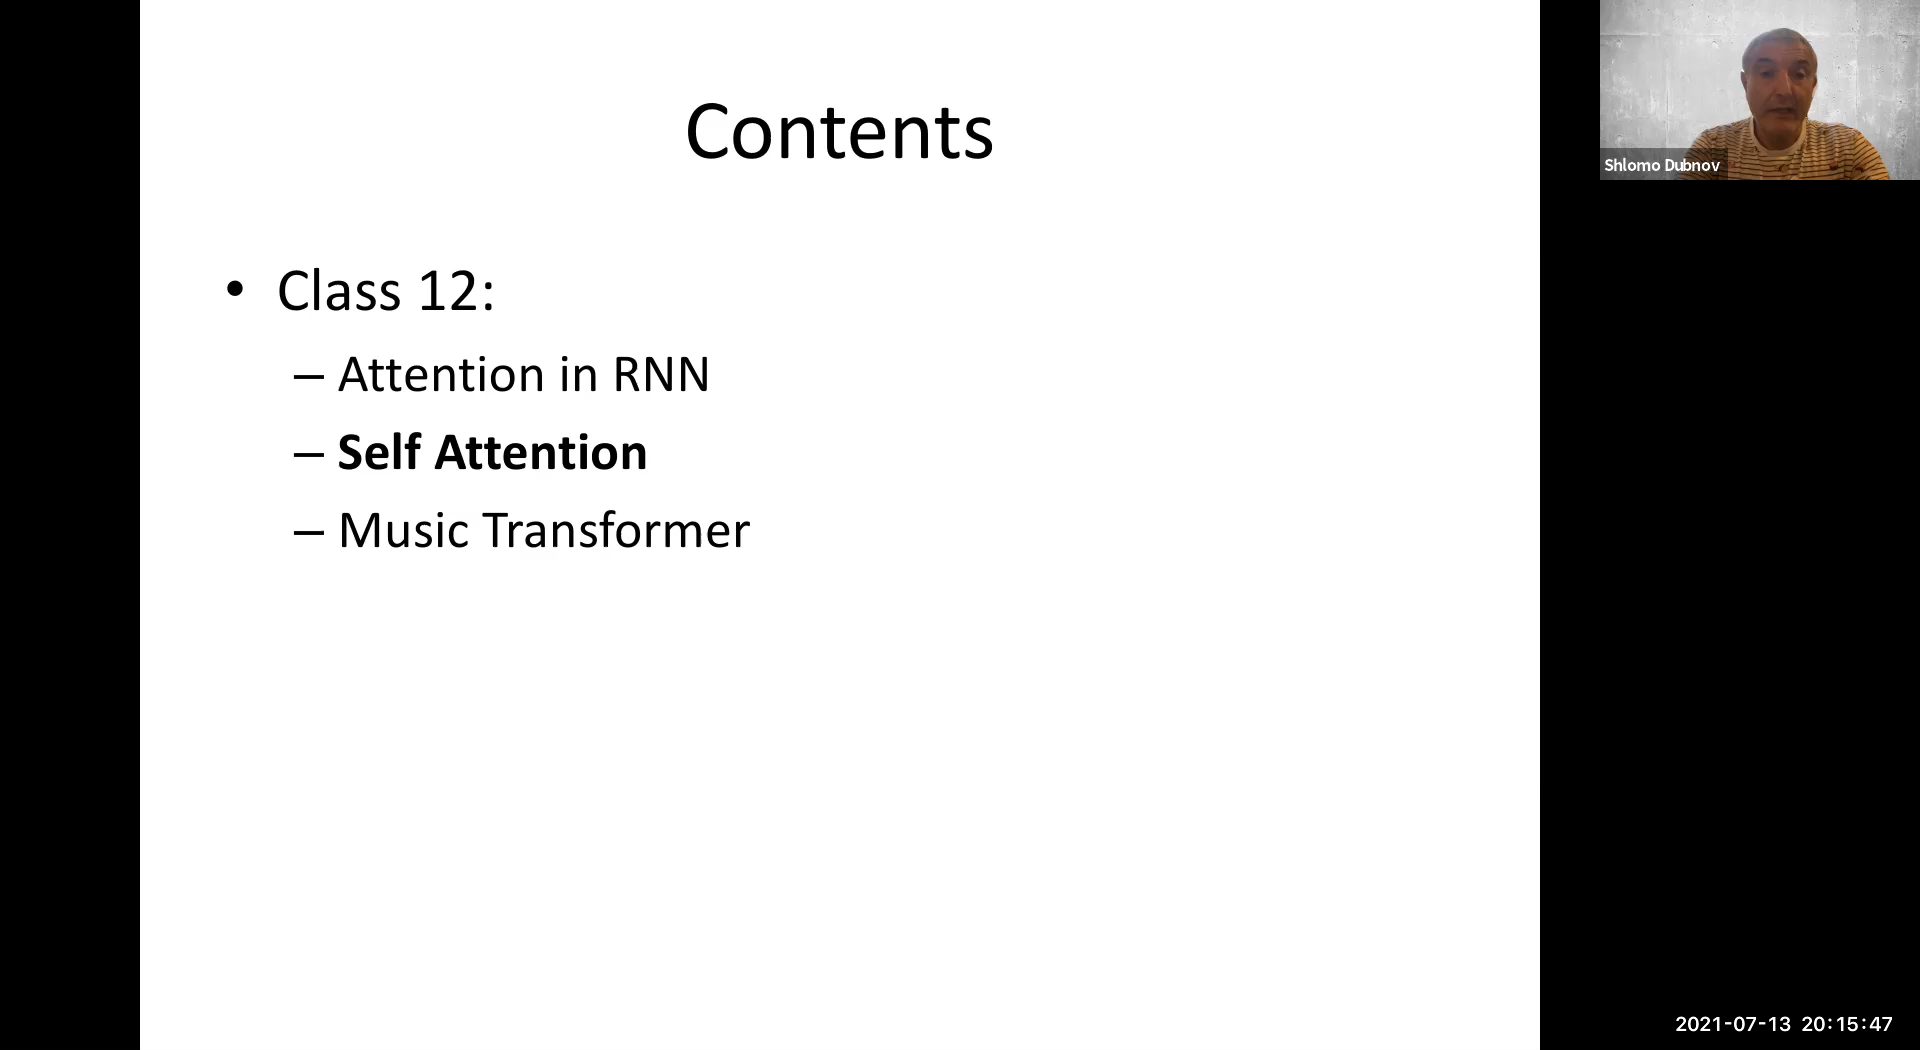 Contents
• Class 12:
– Attention in RNN
– Self Attention
– Music Transformer
Shlomo Dubnov
2021-07-13 20:15:47